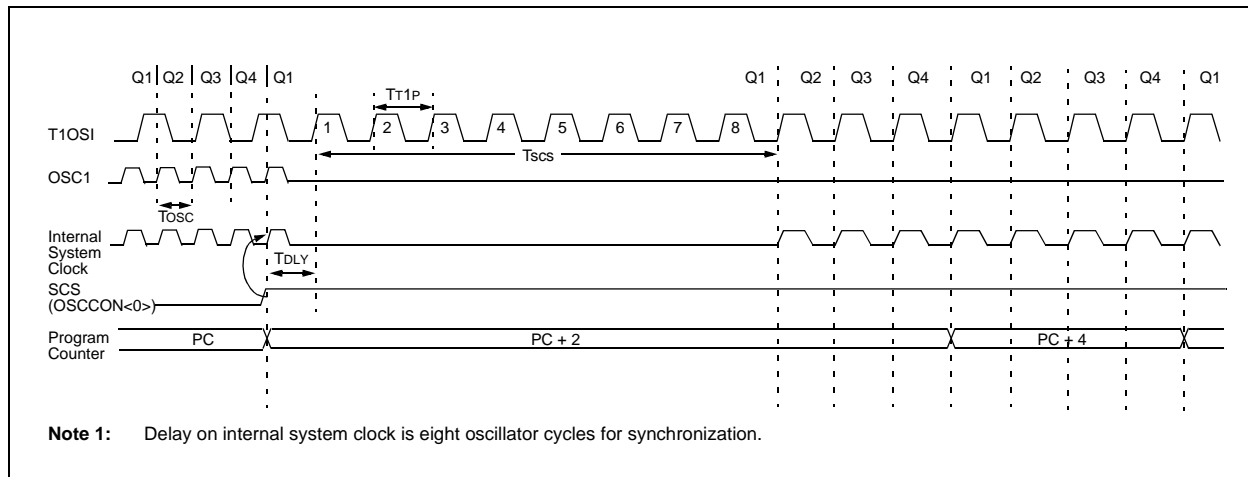 Q1 Q2 Q3 Q4 Q1 Q1 Q2 Q3 Q4 Q1 Q2 Q3 Q4 Q1
TT1P
T1OSI 1 2 3 4 5 6 7 8
TSCS
OSC1
TOSC
Internal
System
Clock
TDLY
SCS
(OSCCON<0>)
Program
Counter
PC PC + 2 PC + 4
Note 1: Delay on internal system clock is eight oscillator cycles for synchronization.